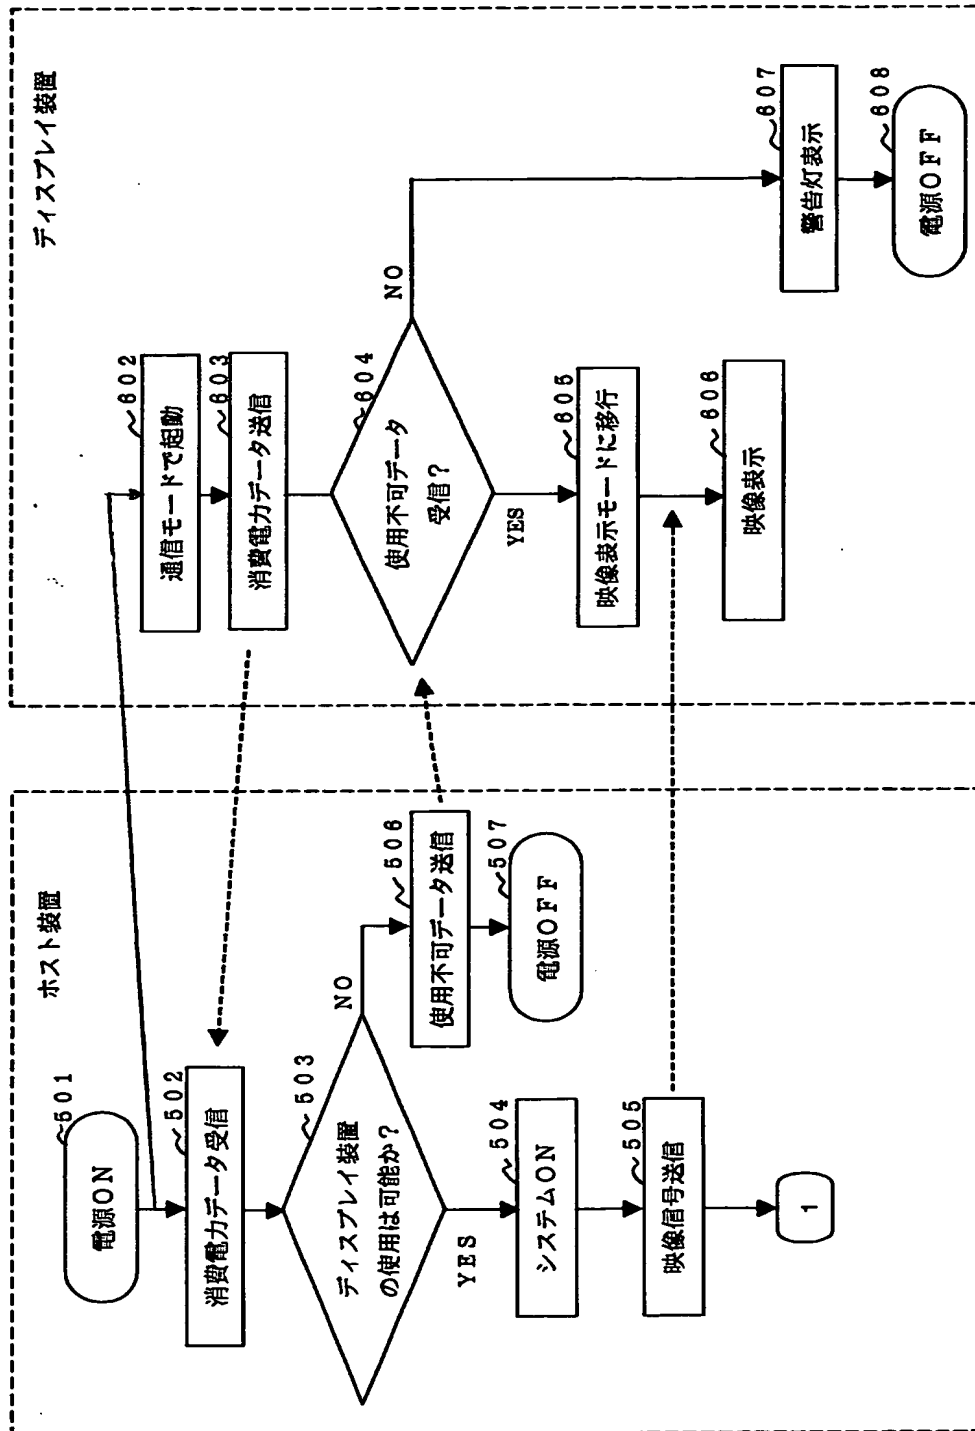 ホスト装置
電源ON
501
消費電力データ受信
502
ディスプレイ装置
の使用は可能か?
503
NO
YES
使用不可データ送信
506
電源OFF
507
システムON
504
映像信号送信
505
1
ディスプレイ装置
通信モードで起動
602
消費電力データ送信
603
使用不可データ
受信?
604
NO
YES
映像表示モードに移行
605
映像表示
606
警告灯表示
607
電源OFF
608